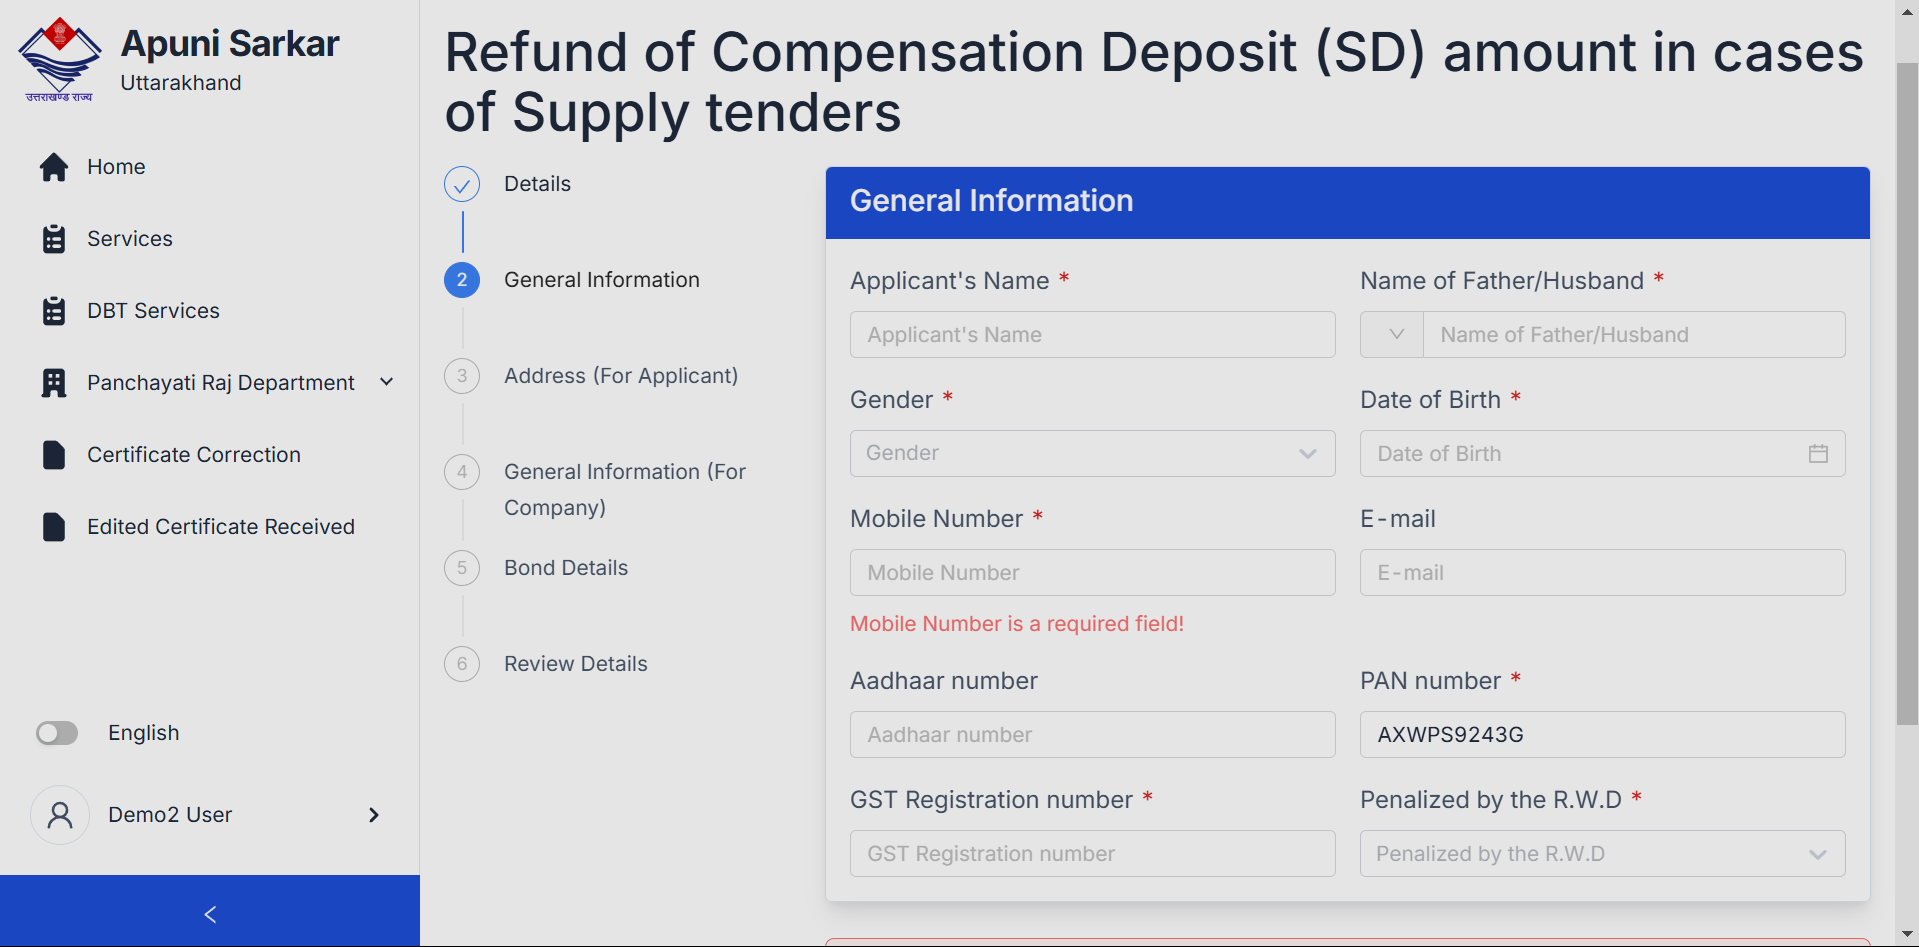 Apuni Sarkar
Uttarakhand
उत्तराखण्ड राज्य
Home
Services
DBT Services
Panchayati Raj Department
Certificate Correction
Edited Certificate Received
English
Demo2 User
Refund of Compensation Deposit (SD) amount in cases
of Supply tenders
Details
2 General Information
3 Address (For Applicant)
4 General Information (For
Company)
5 Bond Details
6 Review Details
General Information
Applicant's Name *
Applicant's Name
Name of Father/Husband *
Name of Father/Husband
Gender *
Gender
Date of Birth *
Date of Birth
Mobile Number *
Mobile Number
Mobile Number is a required field!
E-mail
E-mail
Aadhaar number
Aadhaar number
PAN number *
AXWPS9243G
GST Registration number *
GST Registration number
Penalized by the R.W.D *
Penalized by the R.W.D